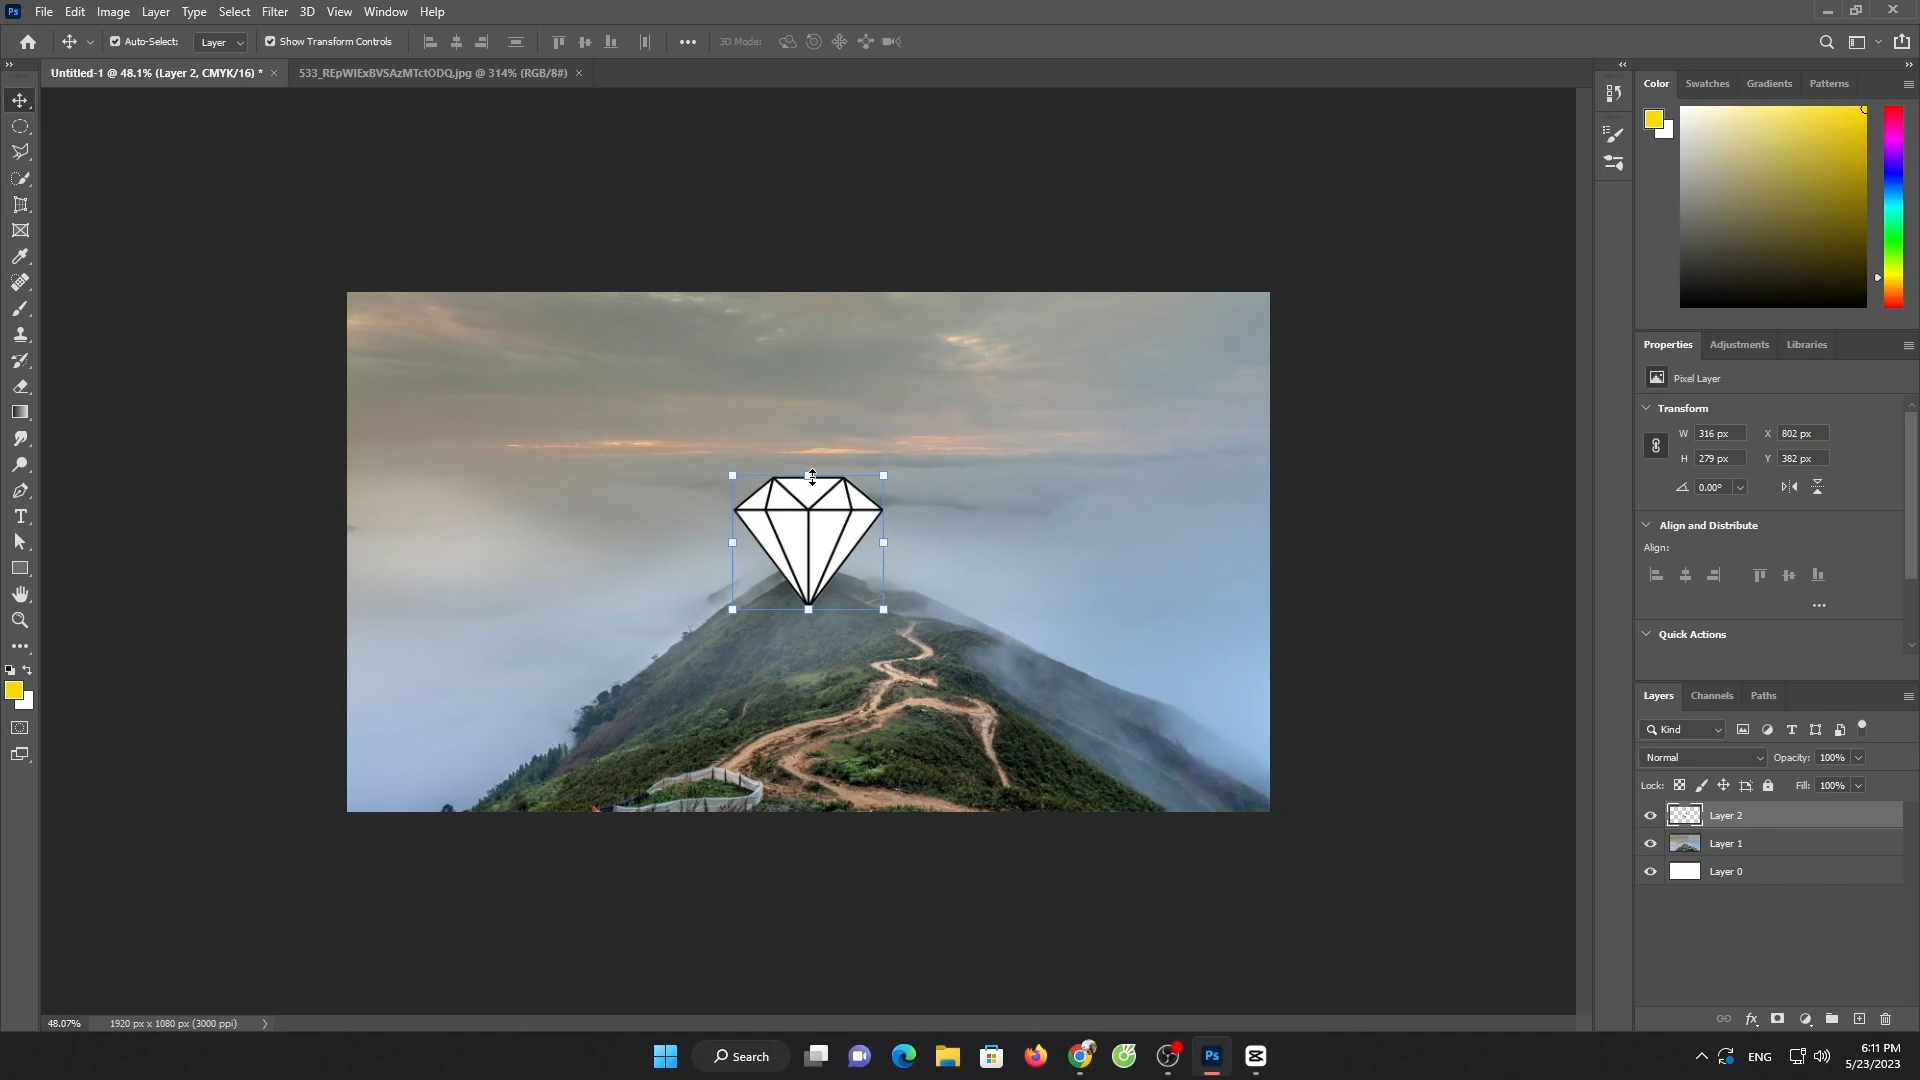 Ps File Edit Image Layer Type Select Filter 3D View Window Help
Auto-Select: Layer Show Transform Controls 3D Mode:
Untitled-1 @ 48.1% (Layer 2, CMYK/16) * 533_REpWlExBVSAzMTctODQ.jpg @ 314% (RGB/8#)
Color Swatches Gradients Patterns
Properties Adjustments Libraries
Pixel Layer
Transform
W 316 px X 802 px
H 279 px Y 382 px
0.00°
Align and Distribute
Align:
Quick Actions
Layers Channels Paths
Kind
Normal Opacity: 100%
Lock: Fill: 100%
Layer 2
Layer 1
Layer 0
48.07% 1920 px x 1080 px (3000 ppi)
Search
Ps
ENG
6:11 PM
5/23/2023